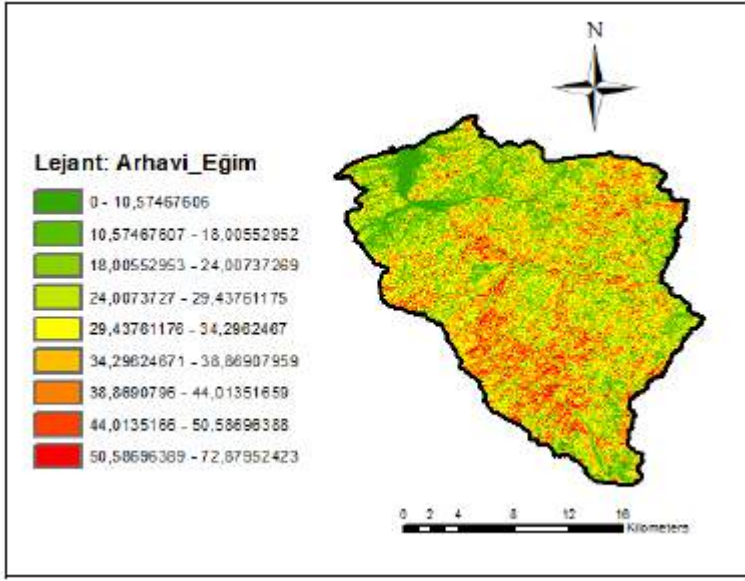 N
Lejant: Arhavi_Eğim
0 - 10,57467606
10,57467607 - 18,00552952
18,00552953 - 24,00737269
24,0073727 - 29,43761175
29,43761176 - 34,2962467
34,29624671 - 38,86907959
38,8690796 - 44,01351659
44,0135166 - 50,58696388
50,58696389 - 72,87952423
0 2 4 8 12 16
Kilometers